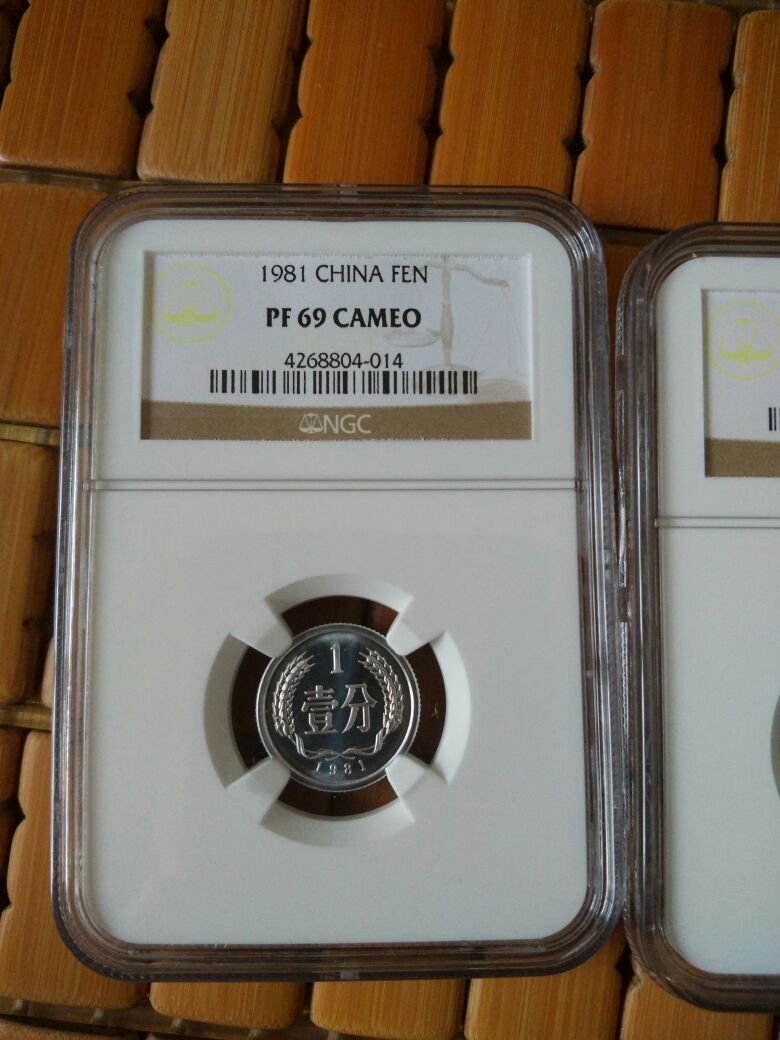 1981 CHINA FEN
PF 69 CAMEO
4268804-014
NGC
1
壹分
1981